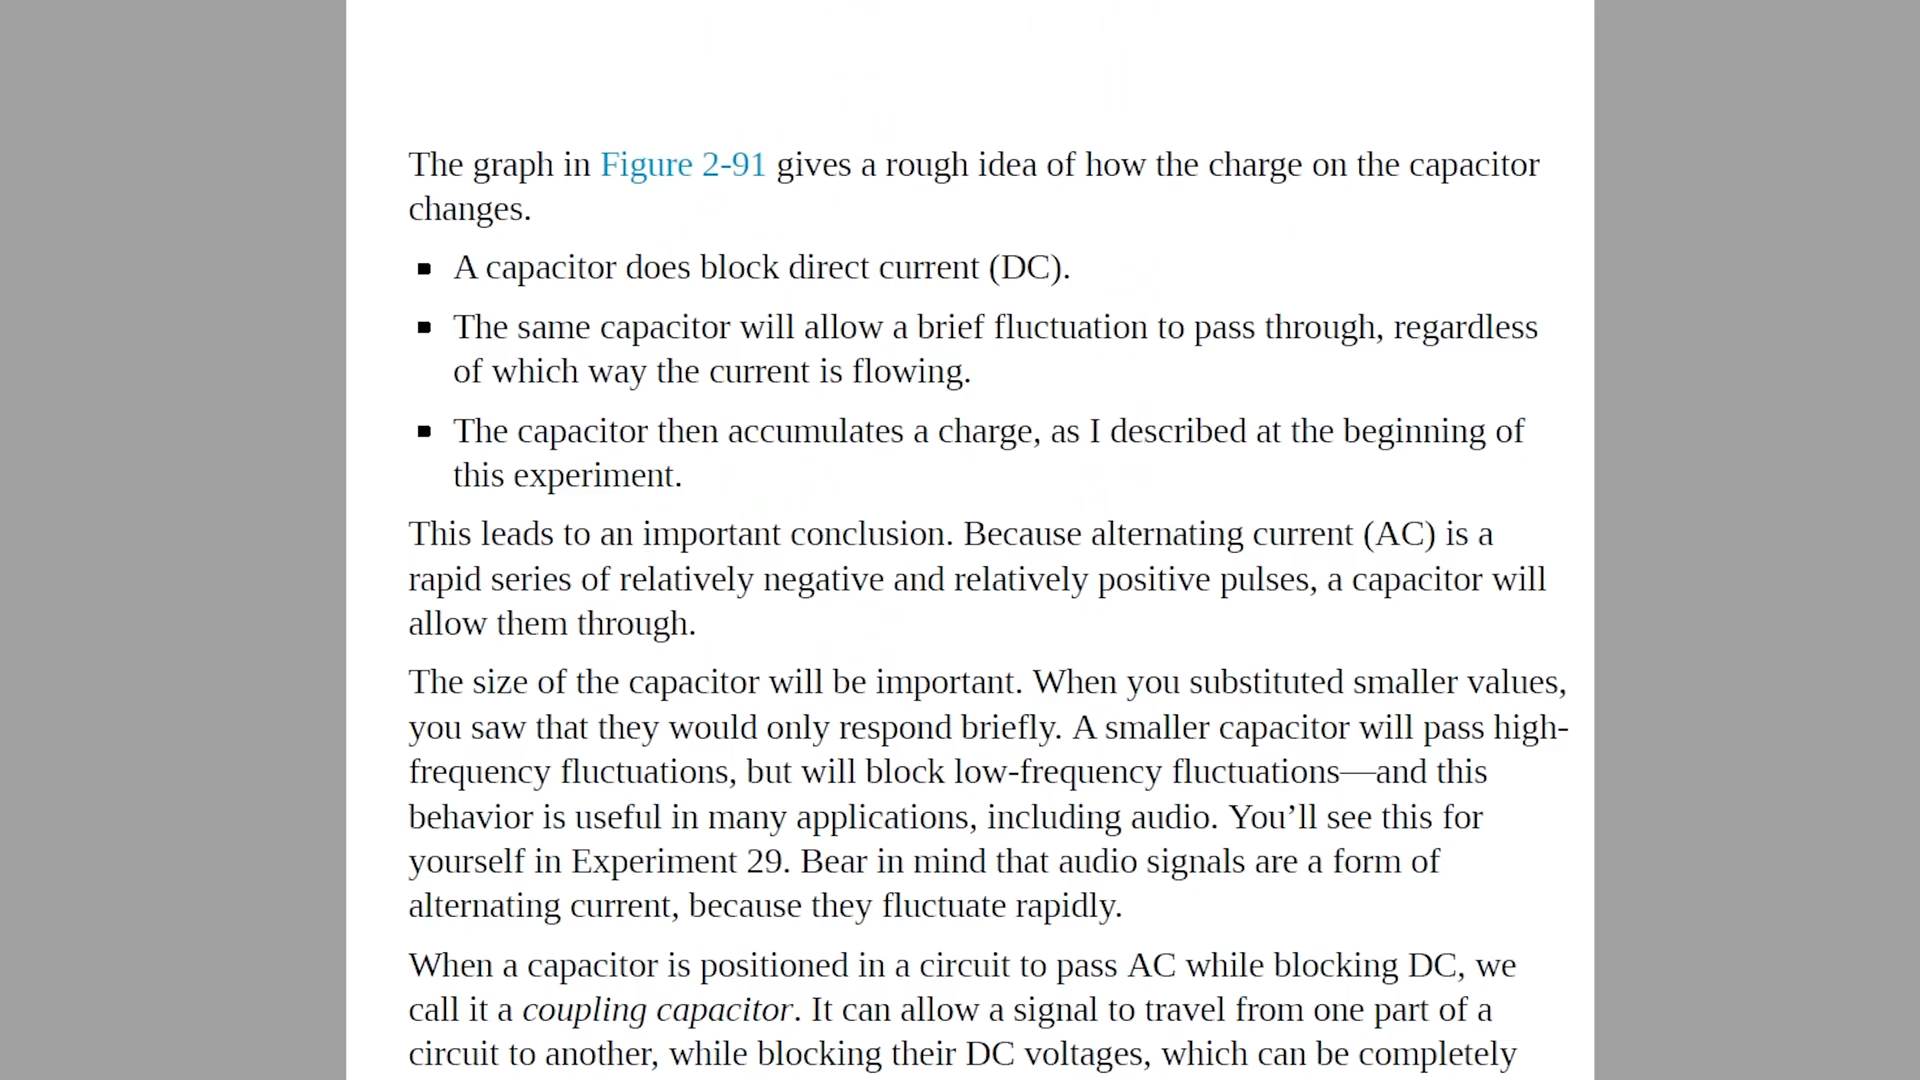 The graph in Figure 2-91 gives a rough idea of how the charge on the capacitor
changes.
▪ A capacitor does block direct current (DC).
▪ The same capacitor will allow a brief fluctuation to pass through, regardless
of which way the current is flowing.
▪ The capacitor then accumulates a charge, as I described at the beginning of
this experiment.
This leads to an important conclusion. Because alternating current (AC) is a
rapid series of relatively negative and relatively positive pulses, a capacitor will
allow them through.
The size of the capacitor will be important. When you substituted smaller values,
you saw that they would only respond briefly. A smaller capacitor will pass high-
frequency fluctuations, but will block low-frequency fluctuations—and this
behavior is useful in many applications, including audio. You’ll see this for
yourself in Experiment 29. Bear in mind that audio signals are a form of
alternating current, because they fluctuate rapidly.
When a capacitor is positioned in a circuit to pass AC while blocking DC, we
call it a coupling capacitor. It can allow a signal to travel from one part of a
circuit to another, while blocking their DC voltages, which can be completely